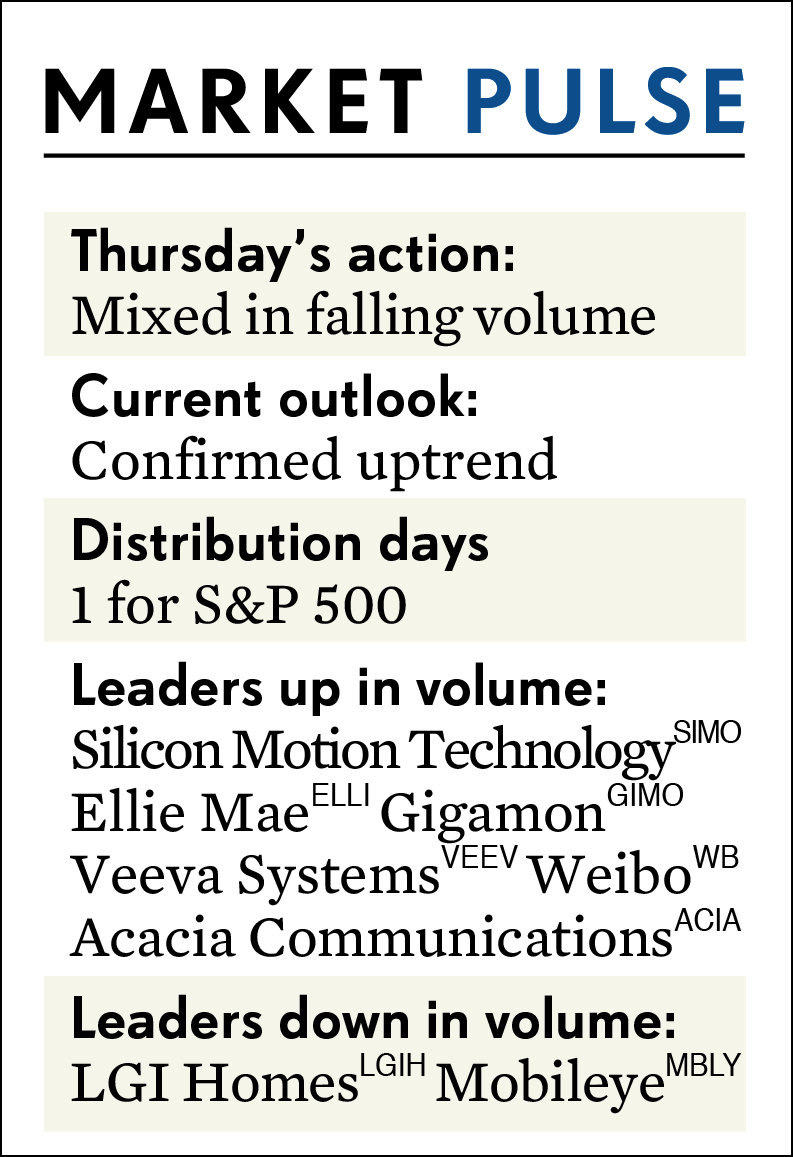 MARKET PULSE
Thursday’s action:
Mixed in falling volume
Current outlook:
Confirmed uptrend
Distribution days
1 for S&P 500
Leaders up in volume:
Silicon Motion Technology SIMO
Ellie Mae ELLI Gigamon GIMO
Veeva Systems VEEV Weibo WB
Acacia Communications ACIA
Leaders down in volume:
LGI Homes LGIH Mobileye MBLY